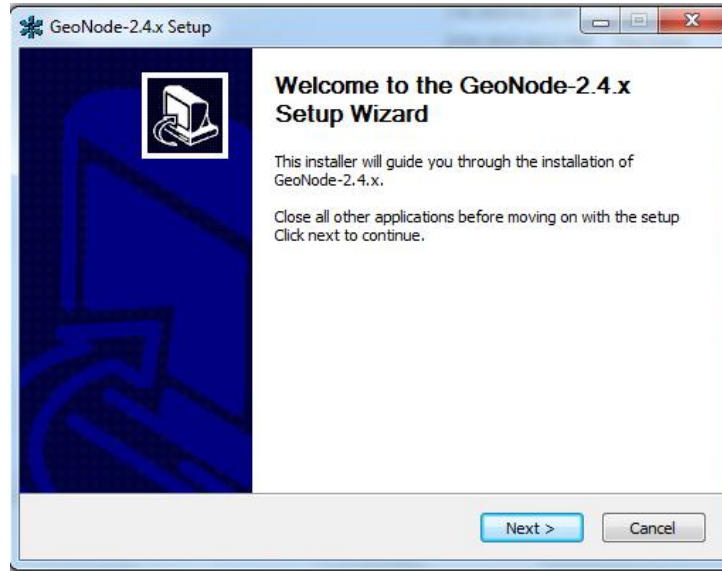 GeoNode-2.4.x Setup
Welcome to the GeoNode-2.4.x
Setup Wizard
This installer will guide you through the installation of
GeoNode-2.4.x.
Close all other applications before moving on with the setup
Click next to continue.
Next >
Cancel